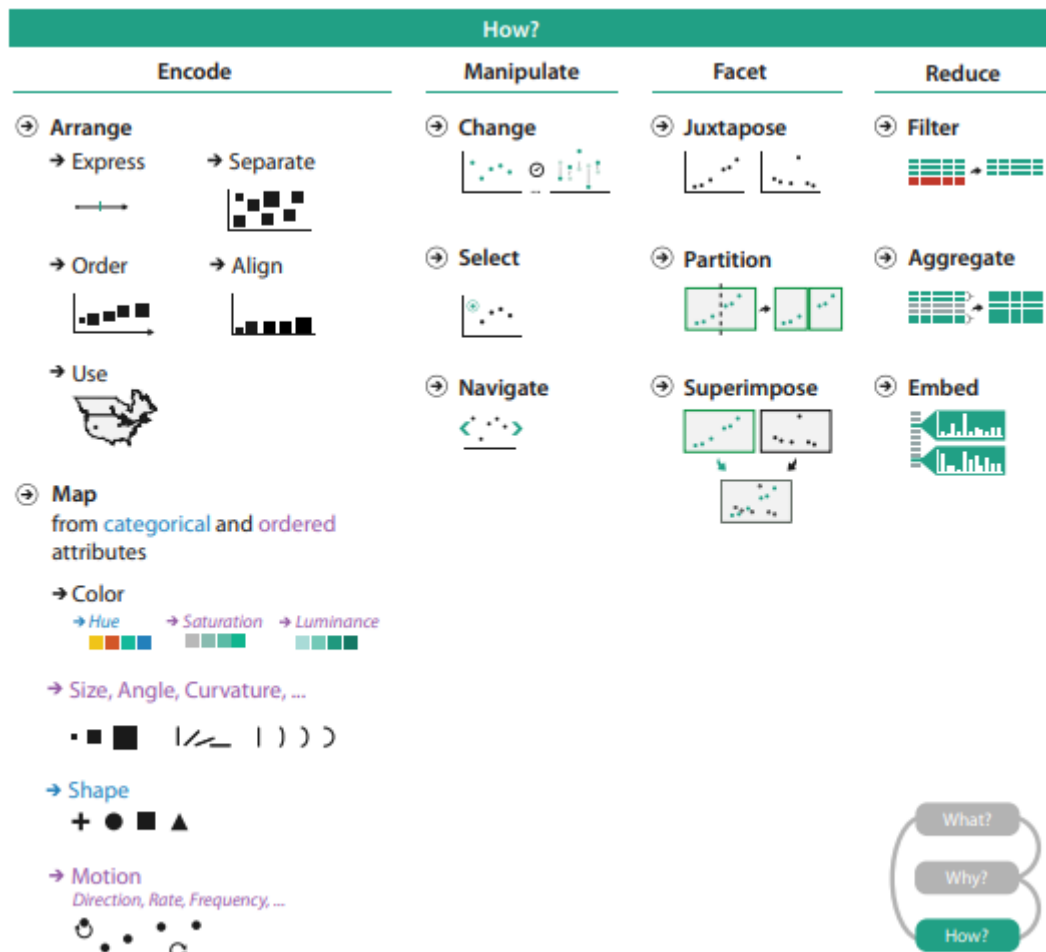 How?
Encode
Arrange
Express
Separate
Order
Align
Use
Map
from categorical and ordered
attributes
Color
Hue
Saturation
Luminance
Size, Angle, Curvature, ...
Shape
Motion
Direction, Rate, Frequency, ...
Manipulate
Change
Select
Navigate
Facet
Juxtapose
Partition
Superimpose
Reduce
Filter
Aggregate
Embed
What?
Why?
How?